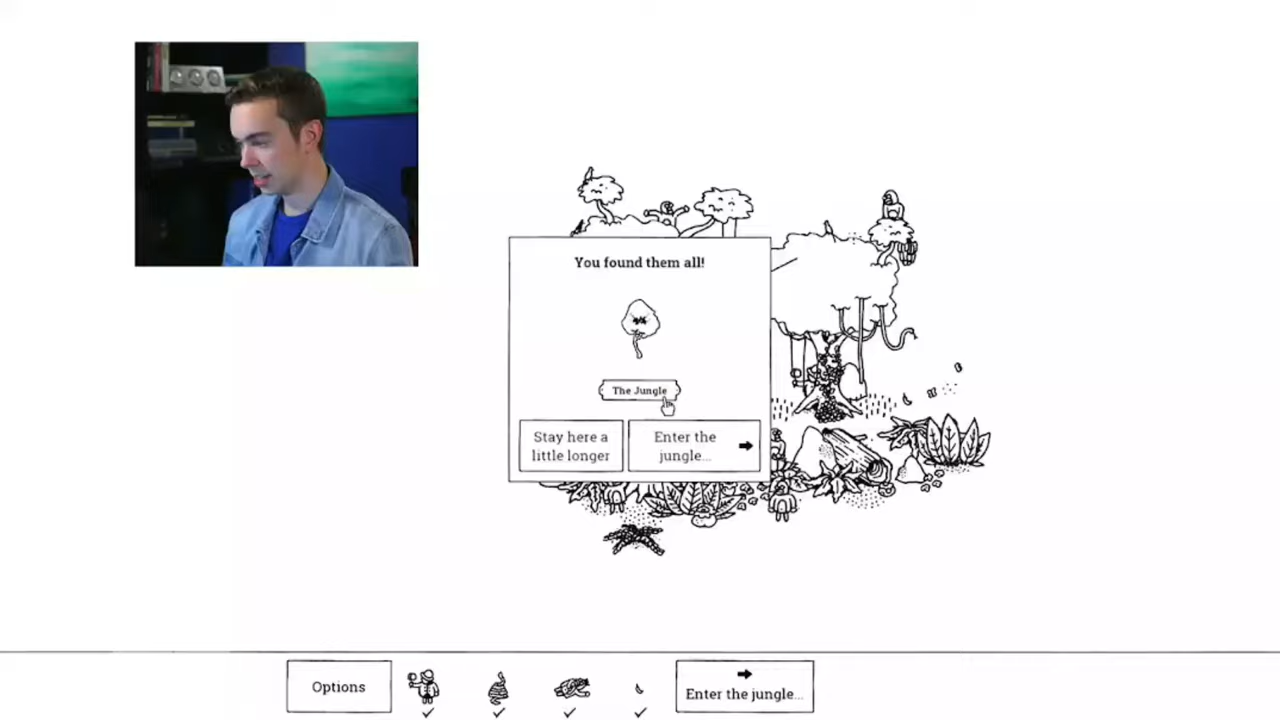 You found them all!
The Jungle
Stay here a
little longer
Enter the
jungle...
Options
Enter the jungle...